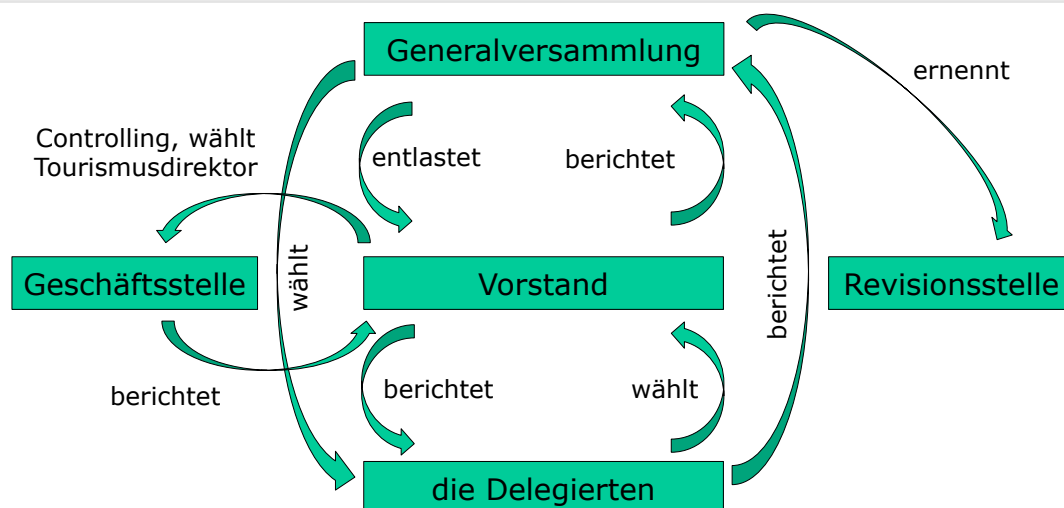 Generalversammlung
ernennt
Controlling, wählt
Tourismusdirektor
entlastet
berichtet
wählt
berichtet
Geschäftsstelle
Vorstand
Revisionsstelle
berichtet
berichtet
wählt
die Delegierten